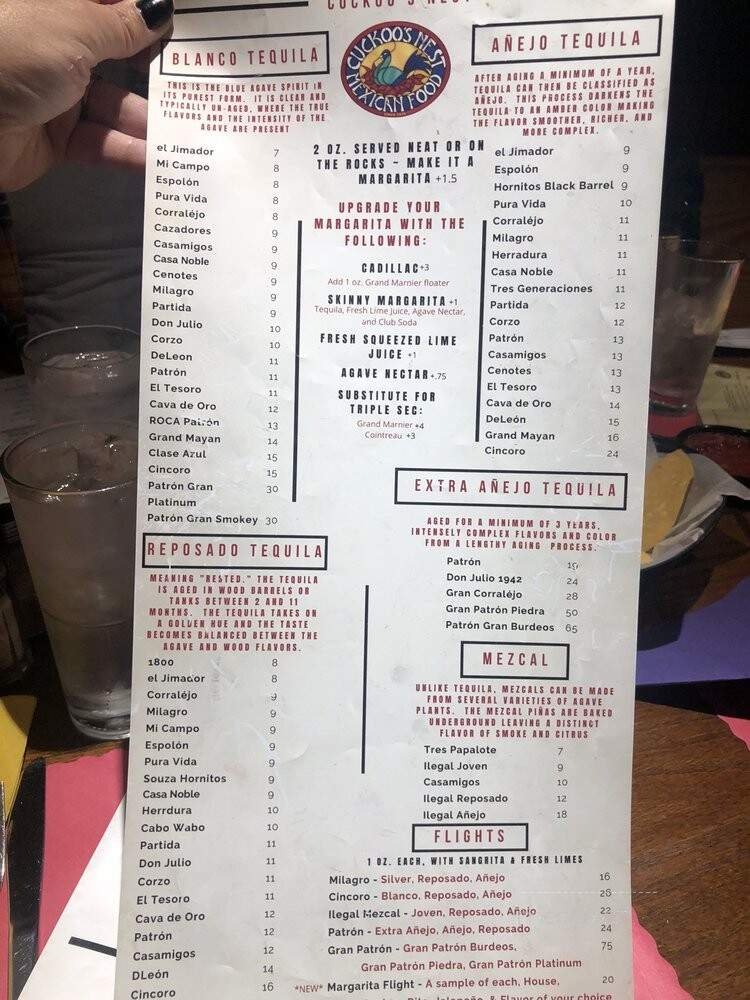 CUCKOO'S NEST
BLANCO TEQUILA
THIS IS THE BLUE AGAVE SPIRIT IN
ITS PUREST FORM. IT IS CLEAR AND
TYPICALLY UN-AGED, WHERE THE TRUE
FLAVORS AND THE INTENSITY OF THE
AGAVE ARE PRESENT
el Jimador 7
Mi Campo 8
Espolón 8
Pura Vida 8
Corraléjo 8
Cazadores 9
Casamigos 9
Casa Noble 9
Cenotes 9
Milagro 9
Partida 9
Don Julio 10
Corzo 10
DeLeon 11
Patrón 11
El Tesoro 11
Cava de Oro 12
ROCA Patrón 13
Grand Mayan 14
Clase Azul 15
Cincoro 15
Patrón Gran 30
Platinum
Patrón Gran Smokey 30
REPOSADO TEQUILA
MEANING "RESTED." THE TEQUILA
IS AGED IN WOOD BARRELS OR
TANKS BETWEEN 2 AND 11
MONTHS. THE TEQUILA TAKES ON
A GOLDEN HUE AND THE TASTE
BECOMES BALANCED BETWEEN THE
AGAVE AND WOOD FLAVORS.
1800 8
el Jimador 8
Corraléjo 9
Milagro 9
Mi Campo 9
Espolón 9
Pura Vida 9
Souza Hornitos 9
Casa Noble 9
Herrdura 10
Cabo Wabo 10
Partida 11
Don Julio 11
Corzo 11
El Tesoro 11
Cava de Oro 12
Patrón 12
Casamigos 12
DLeón 14
Cincoro 16
CUCKOO'S NEST
MEXICAN FOOD
2 OZ. SERVED NEAT OR ON
THE ROCKS ~ MAKE IT A
MARGARITA +1.5
UPGRADE YOUR
MARGARITA WITH THE
FOLLOWING:
CADILLAC +3
Add 1 oz. Grand Marnier floater
SKINNY MARGARITA +1
Tequila, Fresh Lime Juice, Agave Nectar,
and Club Soda
FRESH SQUEEZED LIME
JUICE +1
AGAVE NECTAR +.75
SUBSTITUTE FOR
TRIPLE SEC:
Grand Marnier +4
Cointreau +3
AÑEJO TEQUILA
AFTER AGING A MINIMUM OF A YEAR,
TEQUILA CAN THEN BE CLASSIFIED AS
AÑEJO. THIS PROCESS DARKENS THE
TEQUILA TO AN AMBER COLOR MAKING
THE FLAVOR SMOOTHER, RICHER, AND
MORE COMPLEX.
el Jimador 9
Espolón 9
Hornitos Black Barrel 9
Pura Vida 10
Corraléjo 11
Milagro 11
Herradura 11
Casa Noble 11
Tres Generaciones 11
Partida 12
Corzo 12
Patrón 13
Casamigos 13
Cenotes 13
El Tesoro 13
Cava de Oro 14
DeLeón 15
Grand Mayan 16
Cincoro 24
EXTRA AÑEJO TEQUILA
AGED FOR A MINIMUM OF 3 YEARS,
INTENSELY COMPLEX FLAVORS AND COLOR
FROM A LENGTHY AGING PROCESS.
Patrón 19
Don Julio 1942 24
Gran Corraléjo 28
Gran Patrón Piedra 50
Patrón Gran Burdeos 65
MEZCAL
UNLIKE TEQUILA, MEZCALS CAN BE MADE
FROM SEVERAL VARIETIES OF AGAVE
PLANTS. THE MEZCAL PIÑAS ARE BAKED
UNDERGROUND LEAVING A DISTINCT
FLAVOR OF SMOKE AND CITRUS
Tres Papalote 7
Ilegal Joven 9
Casamigos 10
Ilegal Reposado 12
Ilegal Añejo 18
FLIGHTS
1 OZ. EACH, WITH SANGRITA & FRESH LIMES
Milagro - Silver, Reposado, Añejo 16
Cincoro - Blanco, Reposado, Añejo 26
Ilegal Mezcal - Joven, Reposado, Añejo 22
Patrón - Extra Añejo, Añejo, Reposado 24
Gran Patrón - Gran Patrón Burdeos, 75
Gran Patrón Piedra, Gran Patrón Platinum
*NEW* Margarita Flight - A sample of each, House, 20
Jalapeño, & Flavor of your choice